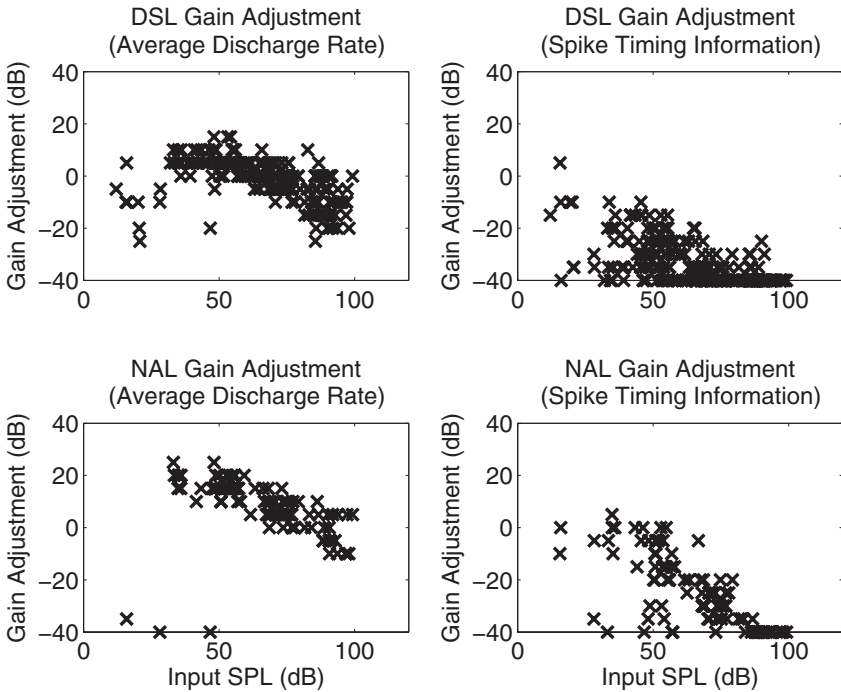 DSL Gain Adjustment
(Average Discharge Rate)
Gain Adjustment (dB)
40
20
0
−20
−40
0
50
100
DSL Gain Adjustment
(Spike Timing Information)
Gain Adjustment (dB)
40
20
0
−20
−40
0
50
100
NAL Gain Adjustment
(Average Discharge Rate)
Gain Adjustment (dB)
40
20
0
−20
−40
0
50
100
Input SPL (dB)
NAL Gain Adjustment
(Spike Timing Information)
Gain Adjustment (dB)
40
20
0
−20
−40
0
50
100
Input SPL (dB)